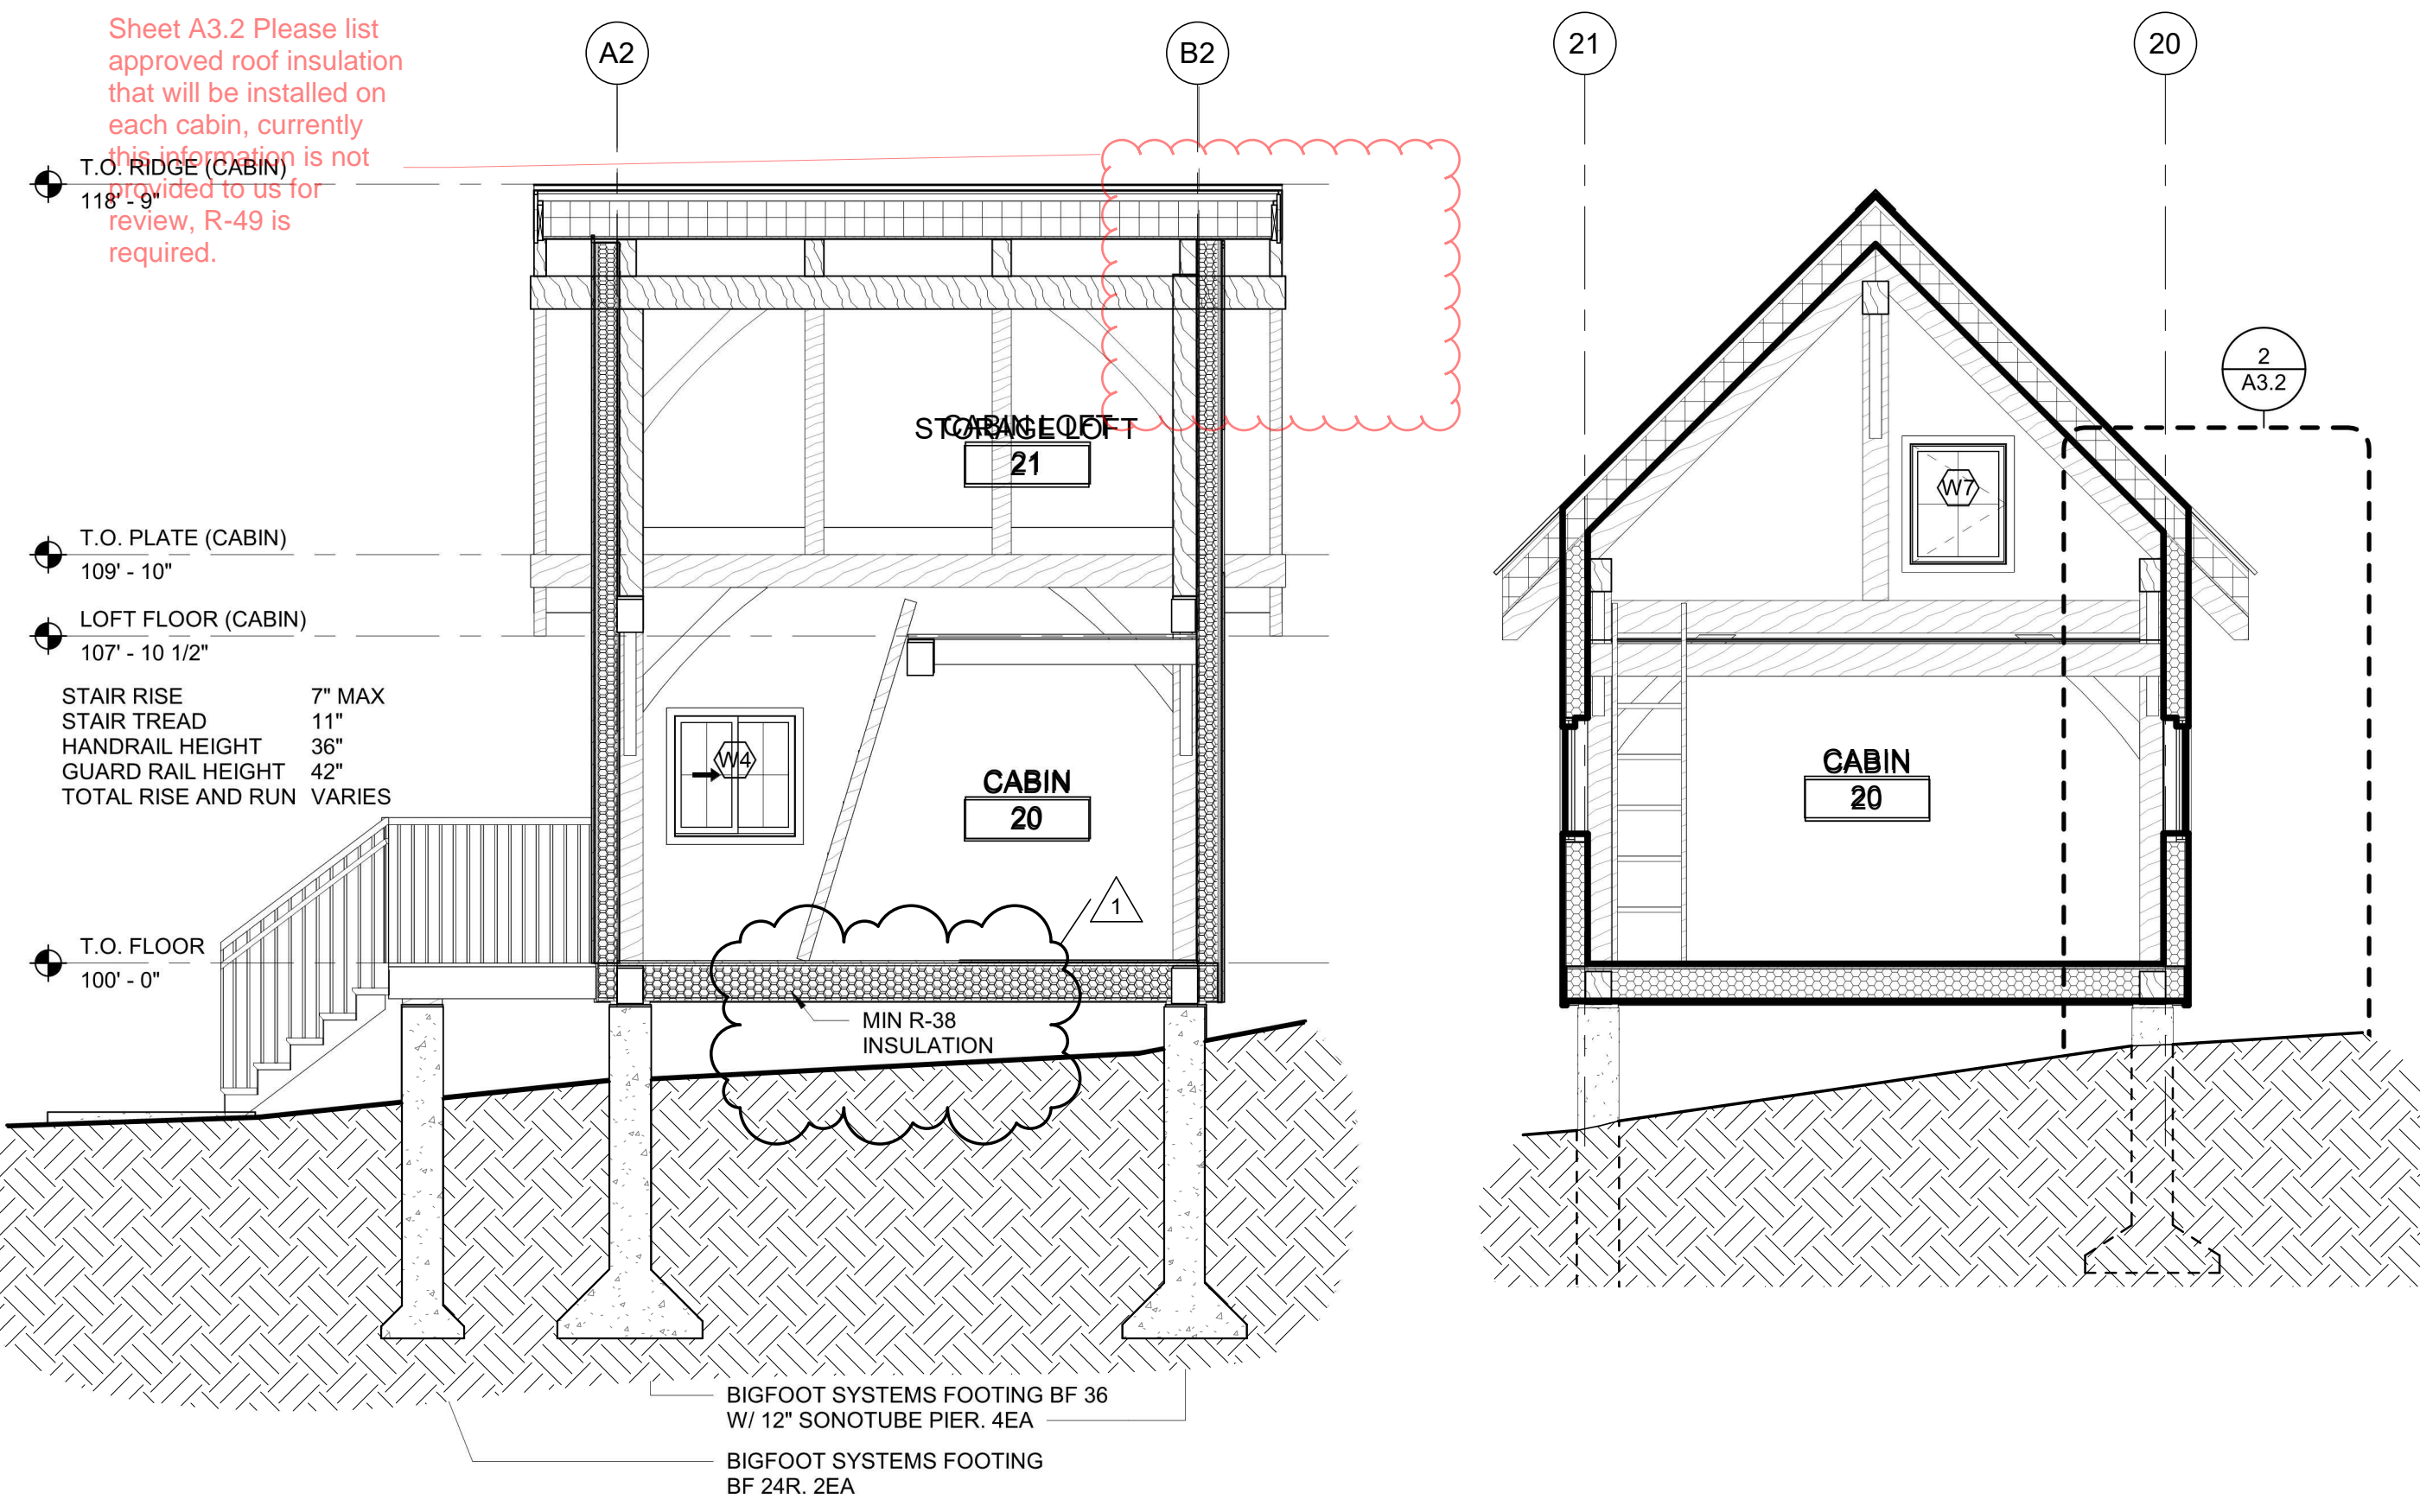 Sheet A3.2 Please list
approved roof insulation
that will be installed on
each cabin, currently
this information is not
provided to us for
review, R-49 is
required.
A2
B2
21
20
T.O. RIDGE (CABIN)
118' - 9"
2
A3.2
CABIN LOFT
STORAGE LOFT
21
W7
T.O. PLATE (CABIN)
109' - 10"
LOFT FLOOR (CABIN)
107' - 10 1/2"
STAIR RISE 7" MAX
STAIR TREAD 11"
HANDRAIL HEIGHT 36"
GUARD RAIL HEIGHT 42"
TOTAL RISE AND RUN VARIES
W4
CABIN
20
CABIN
20
1
T.O. FLOOR
100' - 0"
MIN R-38
INSULATION
BIGFOOT SYSTEMS FOOTING BF 36
W/ 12" SONOTUBE PIER. 4EA
BIGFOOT SYSTEMS FOOTING
BF 24R. 2EA